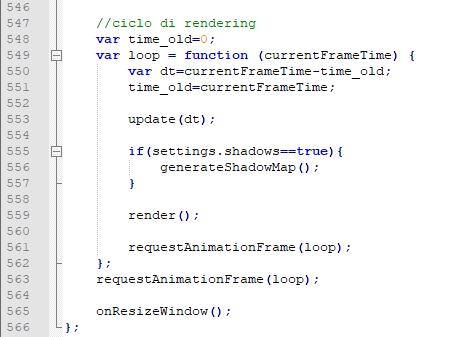 546
547 //ciclo di rendering
548 var time_old=0;
549 var loop = function (currentFrameTime) {
550 var dt=currentFrameTime-time_old;
551 time_old=currentFrameTime;
552
553 update(dt);
554
555 if(settings.shadows==true){
556 generateShadowMap();
557 }
558
559 render();
560
561 requestAnimationFrame(loop);
562 };
563 requestAnimationFrame(loop);
564
565 onResizeWindow();
566 };